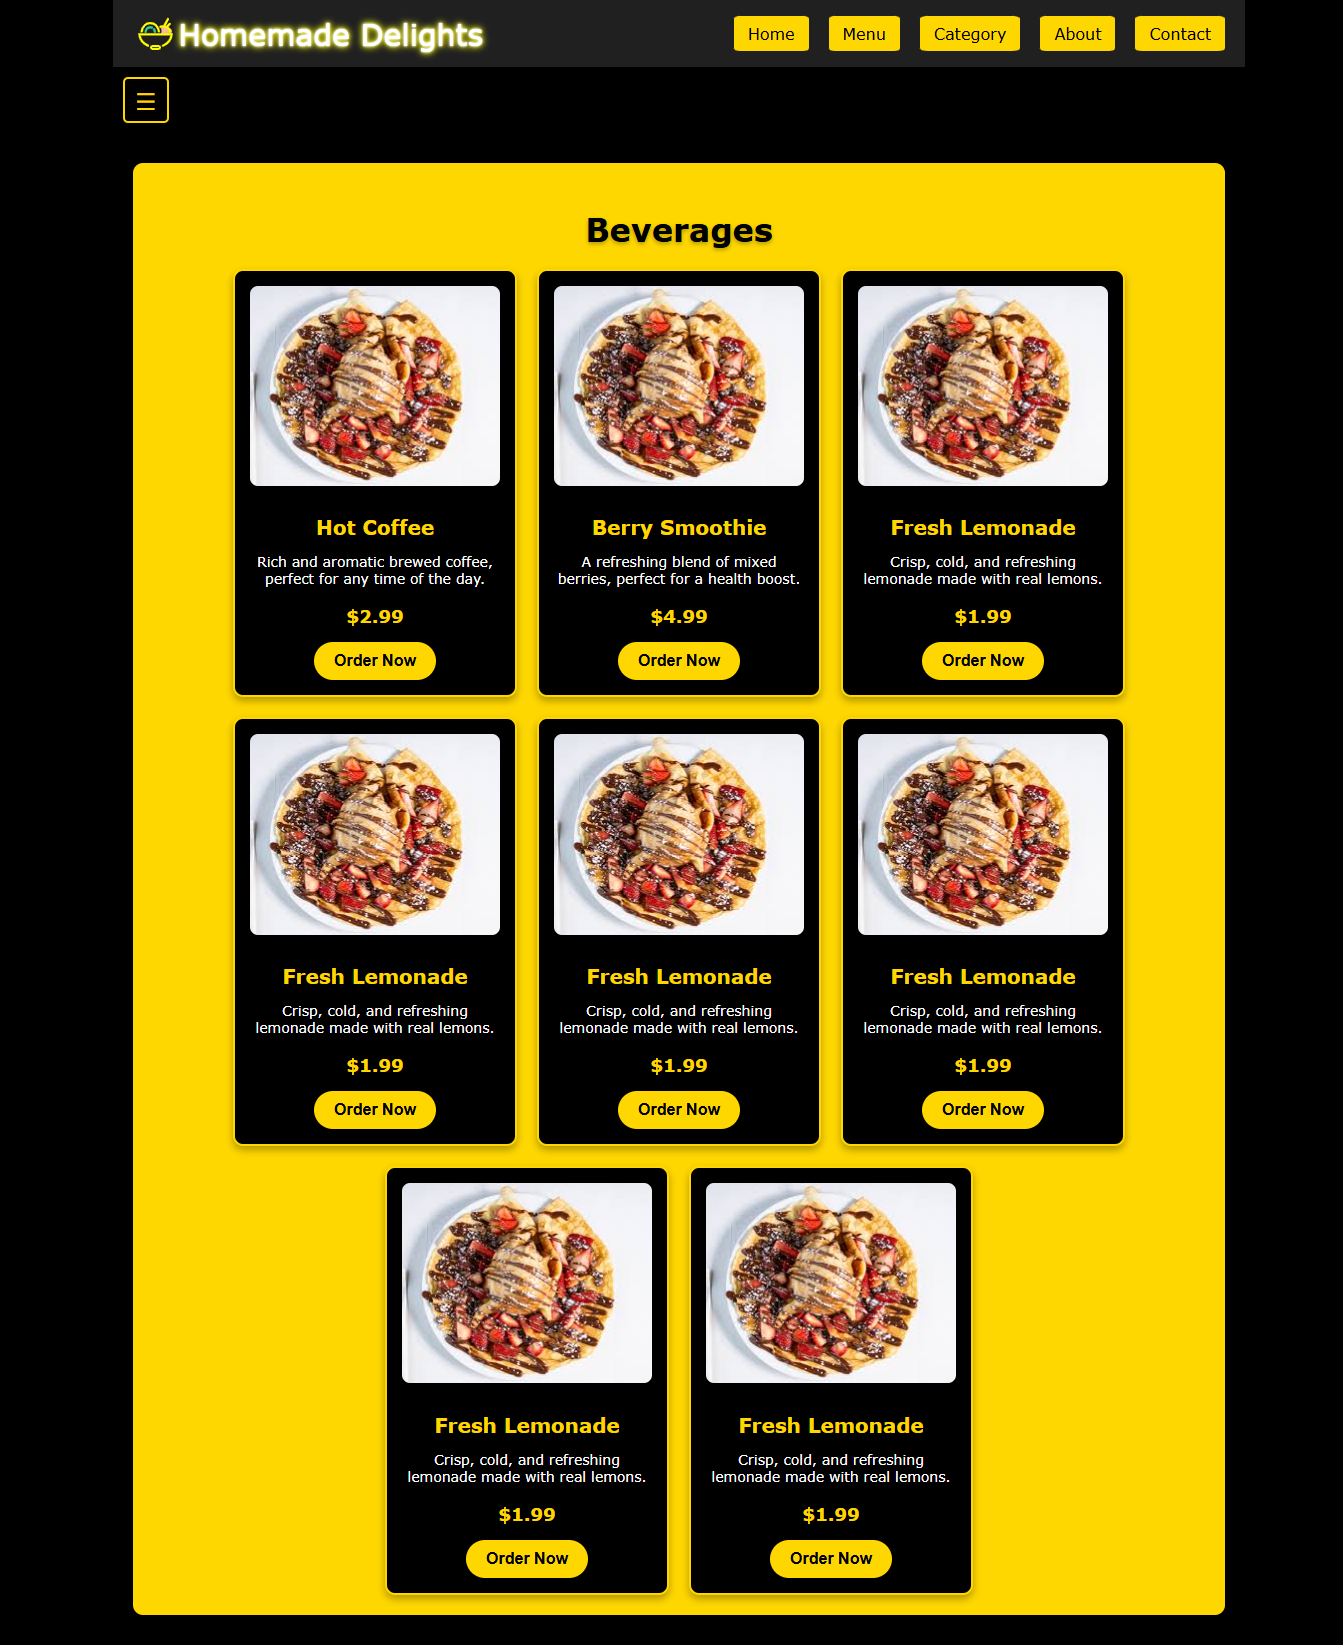 Homemade Delights
Home
Menu
Category
About
Contact
☰
Beverages
Hot Coffee
Rich and aromatic brewed coffee,
perfect for any time of the day.
$2.99
Order Now
Berry Smoothie
A refreshing blend of mixed
berries, perfect for a health boost.
$4.99
Order Now
Fresh Lemonade
Crisp, cold, and refreshing
lemonade made with real lemons.
$1.99
Order Now
Fresh Lemonade
Crisp, cold, and refreshing
lemonade made with real lemons.
$1.99
Order Now
Fresh Lemonade
Crisp, cold, and refreshing
lemonade made with real lemons.
$1.99
Order Now
Fresh Lemonade
Crisp, cold, and refreshing
lemonade made with real lemons.
$1.99
Order Now
Fresh Lemonade
Crisp, cold, and refreshing
lemonade made with real lemons.
$1.99
Order Now
Fresh Lemonade
Crisp, cold, and refreshing
lemonade made with real lemons.
$1.99
Order Now